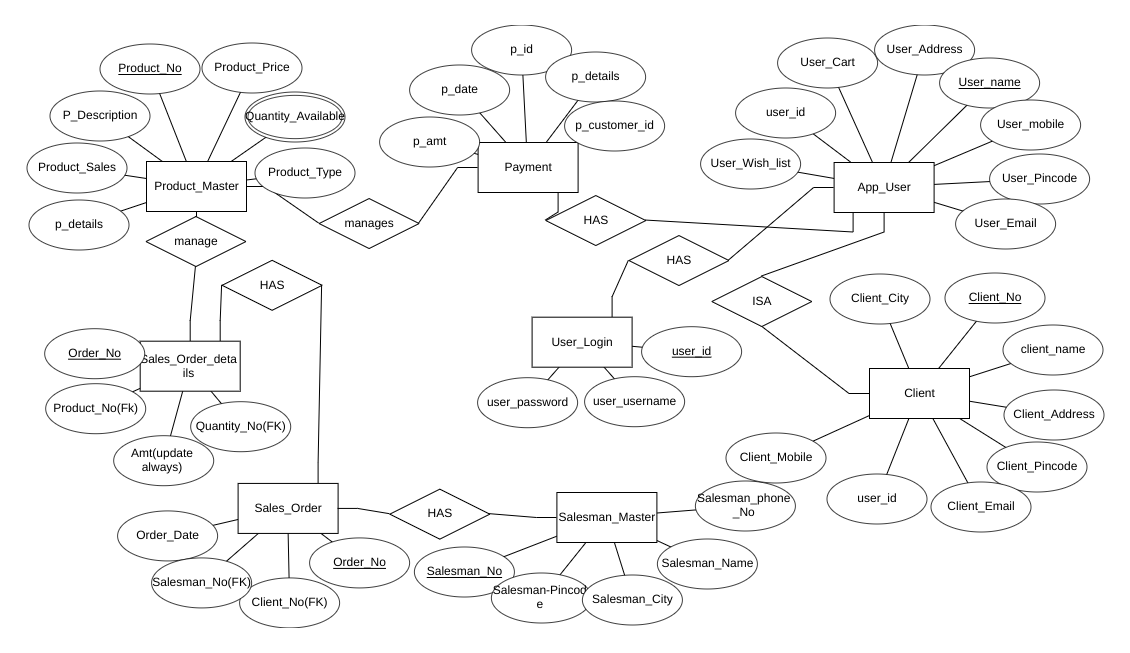 p_id
User_Address
User_Cart
Product_No
Product_Price
p_details
User_name
p_date
P_Description
Quantity_Available
user_id
User_mobile
p_customer_id
p_amt
User_Wish_list
Product_Sales
Product_Type
Payment
User_Pincode
Product_Master
App_User
p_details
manages
HAS
User_Email
manage
HAS
HAS
ISA
Client_City
Client_No
User_Login
user_id
client_name
Order_No
Sales_Order_deta
ils
Client
user_password
user_username
Product_No(Fk)
Client_Address
Quantity_No(FK)
Amt(update
always)
Client_Mobile
Client_Pincode
Salesman_phone
_No
user_id
Client_Email
Sales_Order
HAS
Salesman_Master
Order_Date
Order_No
Salesman_Name
Salesman_No
Salesman_No(FK)
Salesman-Pincod
e
Salesman_City
Client_No(FK)